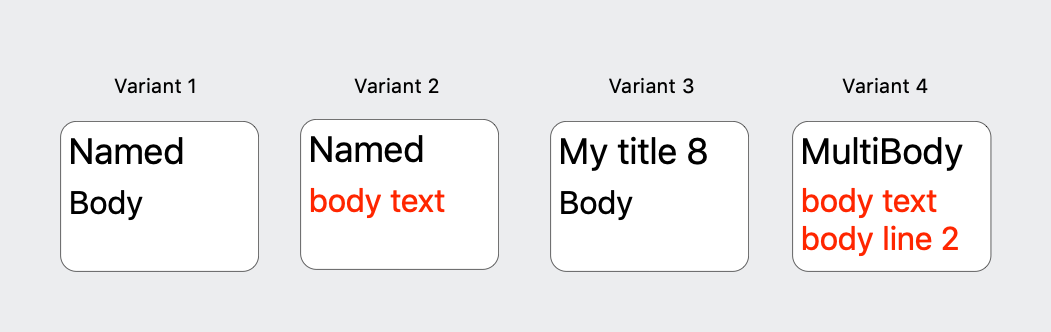 Variant 1
Named
Body
Variant 2
Named
body text
Variant 3
My title 8
Body
Variant 4
MultiBody
body text
body line 2